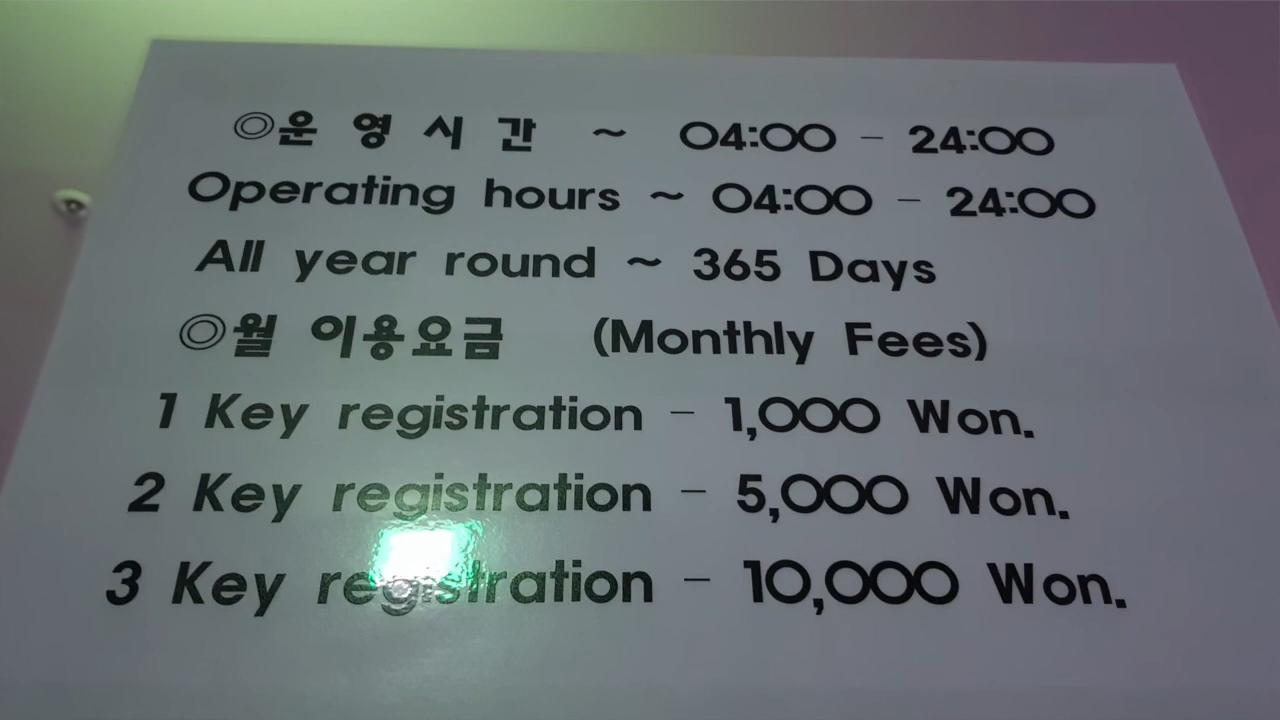 ◎운 영 시 간 ~ 04:00 - 24:00
Operating hours ~ 04:00 - 24:00
All year round ~ 365 Days
◎월 이용요금 (Monthly Fees)
1 Key registration - 1,000 Won.
2 Key registration - 5,000 Won.
3 Key registration - 10,000 Won.